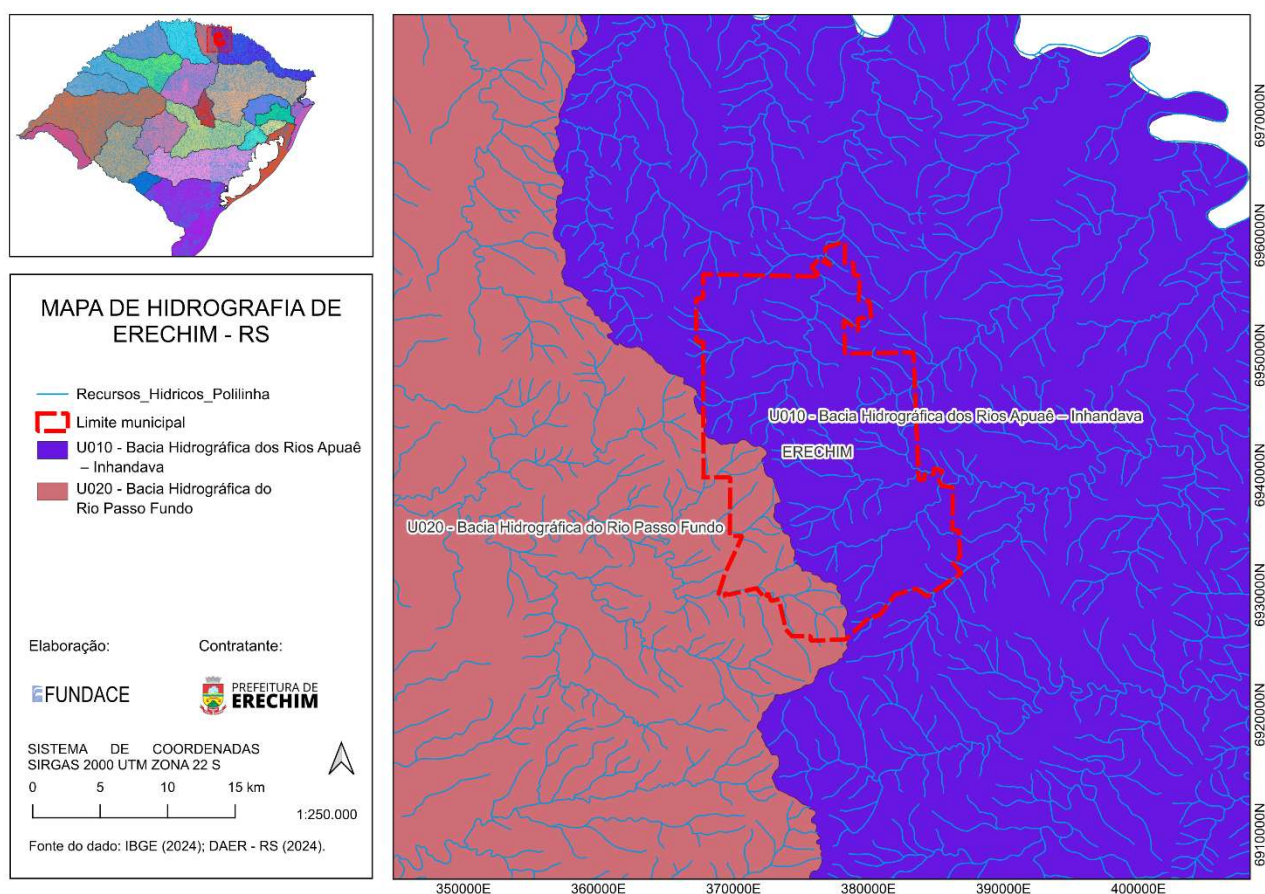 MAPA DE HIDROGRAFIA DE
ERECHIM - RS
Recursos_Hidricos_Polilinha
Limite municipal
U010 - Bacia Hidrográfica dos Rios Apuaê
– Inhandava
U020 - Bacia Hidrográfica do
Rio Passo Fundo
Elaboração:
Contratante:
FUNDACE
PREFEITURA DE
ERECHIM
SISTEMA DE COORDENADAS
SIRGAS 2000 UTM ZONA 22 S
0 5 10 15 km
1:250.000
Fonte do dado: IBGE (2024); DAER - RS (2024).
U010 - Bacia Hidrográfica dos Rios Apuaê – Inhandava
ERECHIM
U020 - Bacia Hidrográfica do Rio Passo Fundo
6970000N
6960000N
6950000N
6940000N
6930000N
6920000N
6910000N
350000E 360000E 370000E 380000E 390000E 400000E